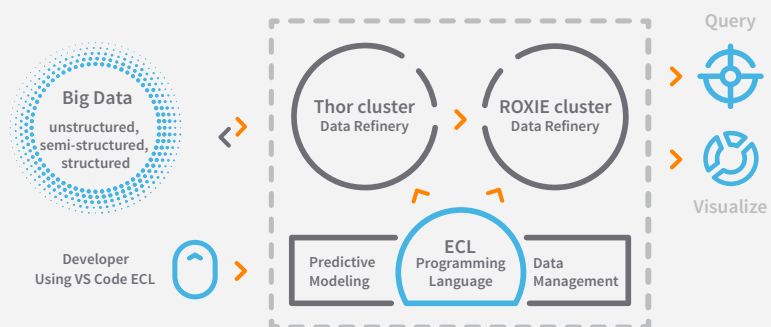 Query
Big Data
unstructured,
semi-structured,
structured
Thor cluster
Data Refinery
ROXIE cluster
Data Refinery
Visualize
Developer
Using VS Code ECL
Predictive
Modeling
ECL
Programming
Language
Data
Management